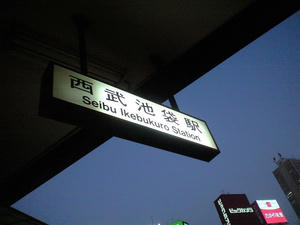 西武池袋駅
Seibu Ikebukuro Station